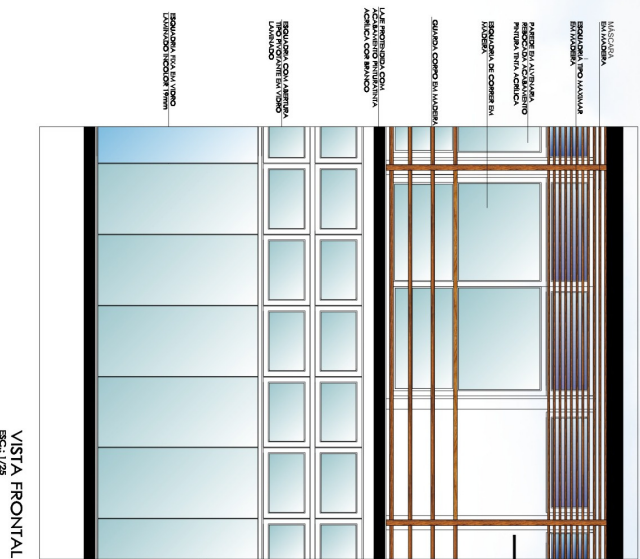 MÁSCARA
EM MADEIRA
ESQUADRIA TIPO MAXIMAR
EM MADEIRA
PAREDE EM ALVENARIA
REBOCADA ACABAMENTO
PINTURA TINTA ACRÍLICA
ESQUADRIA DE CORRER EM
MADEIRA
GUARDA CORPO EM MADEIRA
LAJE PROTENDIDA COM
ACABAMENTO PINTURA TINTA
ACRÍLICA COR BRANCO
ESQUADRIA COM ABERTURA
TIPO PIVOTANTE EM VIDRO
LAMINADO
ESQUADRIA FIXA EM VIDRO
LAMINADO INCOLOR 19mm
VISTA FRONTAL
ESC.: 1/25